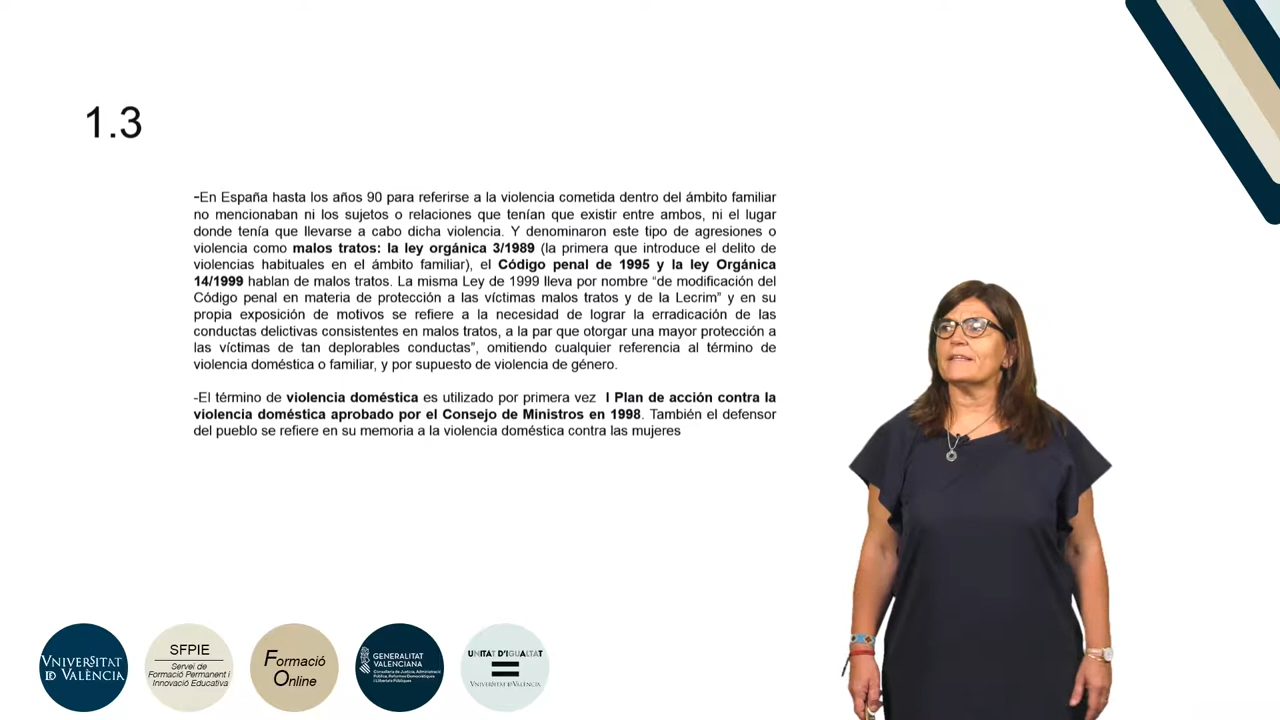 1.3
-En España hasta los años 90 para referirse a la violencia cometida dentro del ámbito familiar
no mencionaban ni los sujetos o relaciones que tenían que existir entre ambos, ni el lugar
donde tenía que llevarse a cabo dicha violencia. Y denominaron este tipo de agresiones o
violencia como malos tratos: la ley orgánica 3/1989 (la primera que introduce el delito de
violencias habituales en el ámbito familiar), el Código penal de 1995 y la ley Orgánica
14/1999 hablan de malos tratos. La misma Ley de 1999 lleva por nombre “de modificación del
Código penal en materia de protección a las víctimas malos tratos y de la Lecrim” y en su
propia exposición de motivos se refiere a la necesidad de lograr la erradicación de las
conductas delictivas consistentes en malos tratos, a la par que otorgar una mayor protección a
las víctimas de tan deplorables conductas”, omitiendo cualquier referencia al término de
violencia doméstica o familiar, y por supuesto de violencia de género.
-El término de violencia doméstica es utilizado por primera vez I Plan de acción contra la
violencia doméstica aprobado por el Consejo de Ministros en 1998. También el defensor
del pueblo se refiere en su memoria a la violencia doméstica contra las mujeres
VNIVERSITAT
ID VALÈNCIA
SFPIE
Servei de
Formació Permanent i
Innovació Educativa
Formació
Online
GENERALITAT
VALENCIANA
Conselleria de Justícia, Administració
Pública, Reformes Democràtiques
i Llibertats Públiques
UNITAT D'IGUALTAT
VNIVERSITAT ID VALÈNCIA